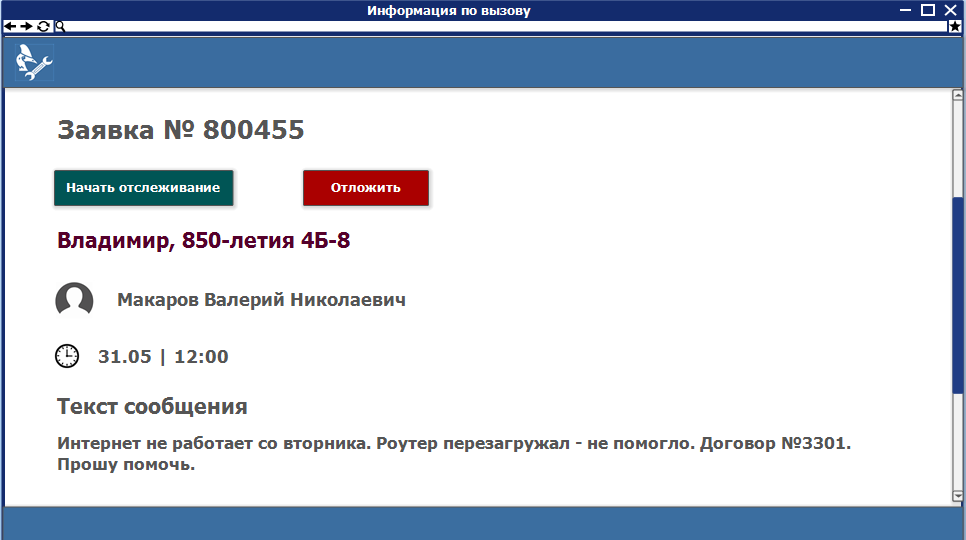 Информация по вызову
Заявка № 800455
Начать отслеживание
Отложить
Владимир, 850-летия 4Б-8
Макаров Валерий Николаевич
31.05 | 12:00
Текст сообщения
Интернет не работает со вторника. Роутер перезагружал - не помогло. Договор №3301.
Прошу помочь.